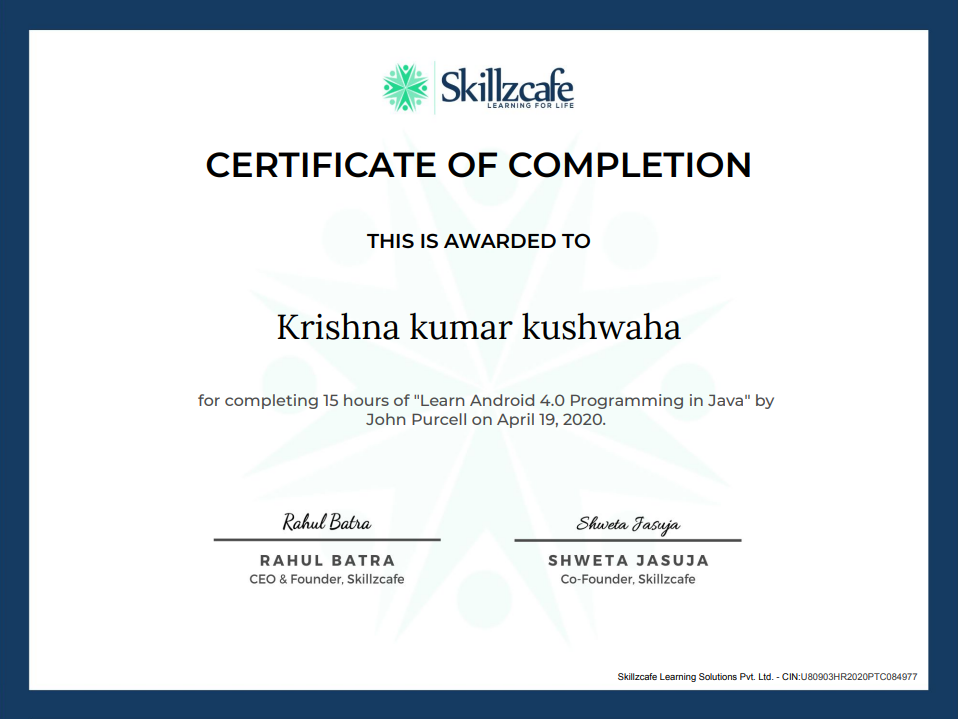 Skillzcafe
LEARNING FOR LIFE
CERTIFICATE OF COMPLETION
THIS IS AWARDED TO
Krishna kumar kushwaha
for completing 15 hours of "Learn Android 4.0 Programming in Java" by
John Purcell on April 19, 2020.
Rahul Batra
RAHUL BATRA
CEO & Founder, Skillzcafe
Shweta Jasuja
SHWETA JASUJA
Co-Founder, Skillzcafe
Skillzcafe Learning Solutions Pvt. Ltd. - CIN:U80903HR2020PTC084977